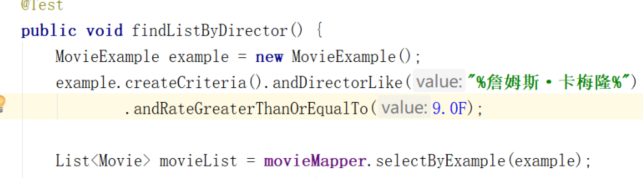 @Test
public void findListByDirector() {
MovieExample example = new MovieExample();
example.createCriteria().andDirectorLike( value: "%詹姆斯·卡梅隆%")
.andRateGreaterThanOrEqualTo( value: 9.0F);
List<Movie> movieList = movieMapper.selectByExample(example);